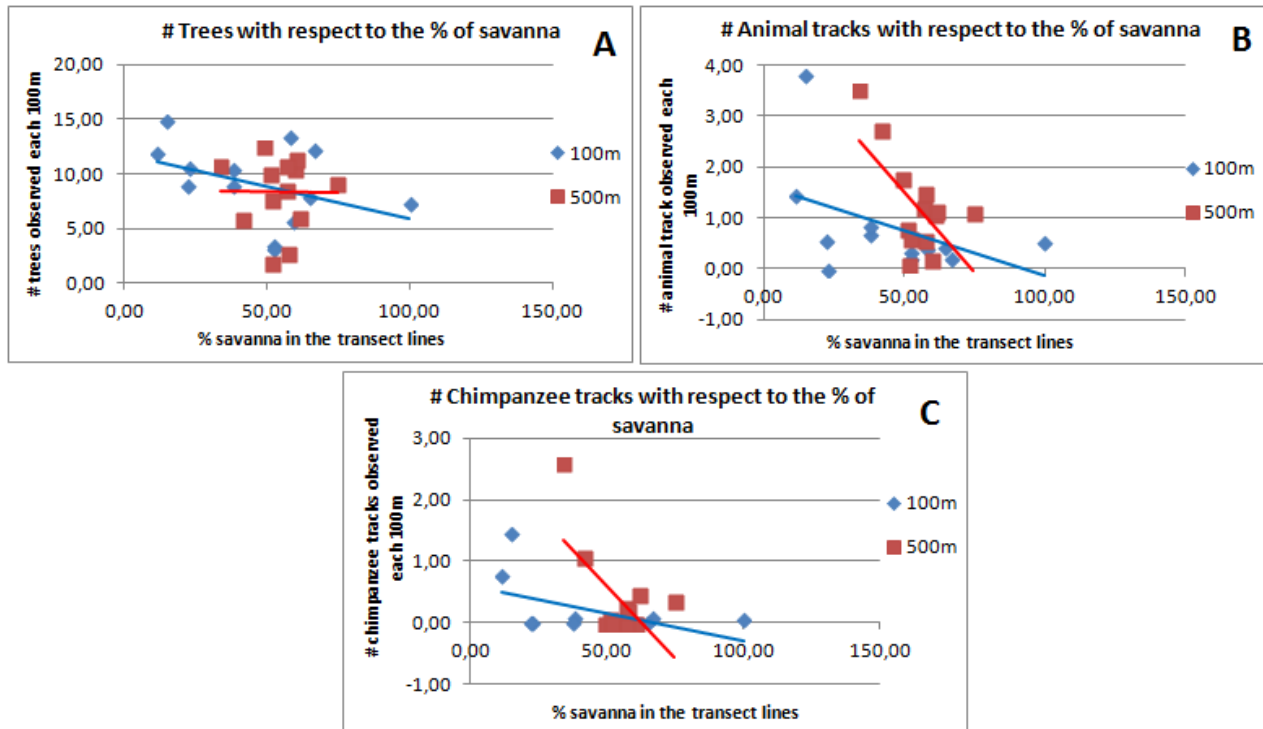 # Trees with respect to the % of savanna
A
20,00
15,00
10,00
5,00
0,00
# trees observed each 100m
0,00 50,00 100,00 150,00
% savanna in the transect lines
100m
500m
# Animal tracks with respect to the % of savanna
B
4,00
3,00
2,00
1,00
0,00
-1,00
# animal track observed each
100m
0,00 50,00 100,00 150,00
% savanna in the transect lines
100m
500m
# Chimpanzee tracks with respect to the % of
savanna
C
3,00
2,00
1,00
0,00
-1,00
# chimpanzee tracks observed
each 100m
0,00 50,00 100,00 150,00
% savanna in the transect lines
100m
500m